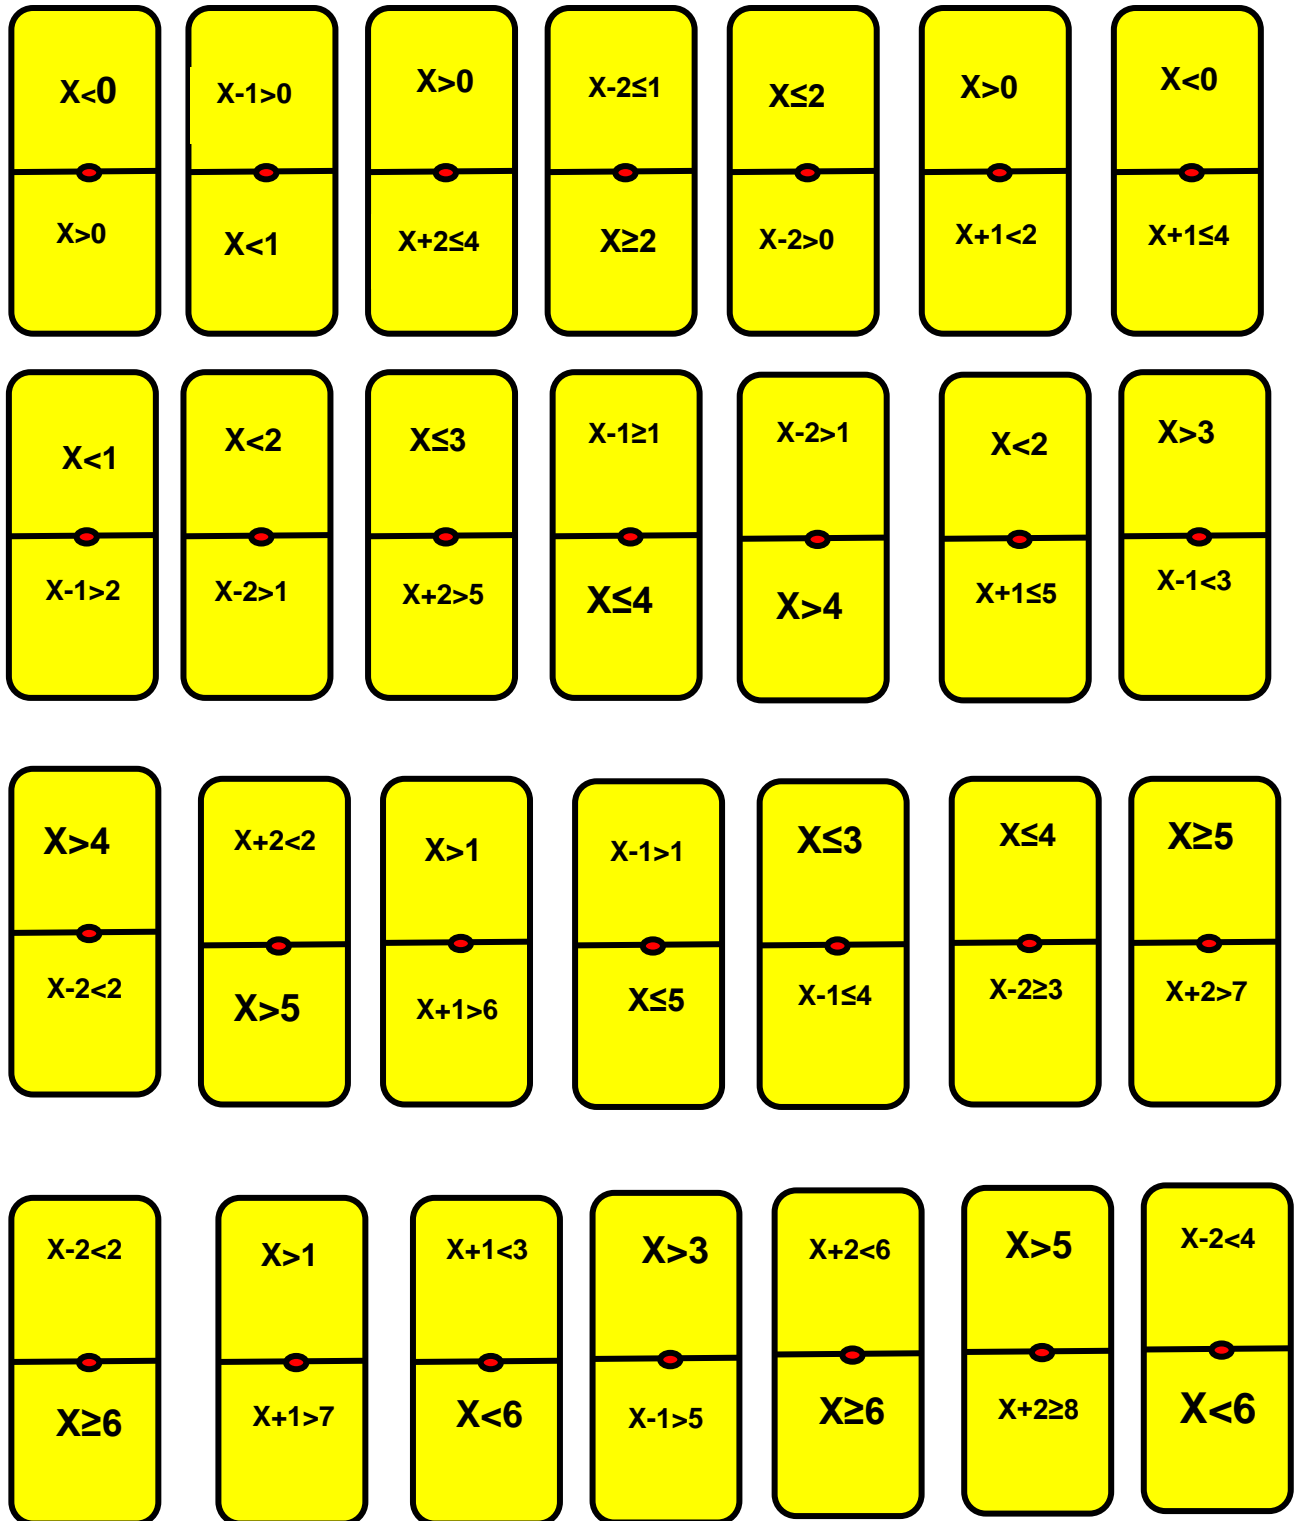 X<0
X-1>0
X>0
X-2≤1
X≤2
X>0
X<0
X>0
X<1
X+2≤4
X≥2
X-2>0
X+1<2
X+1≤4
X<1
X<2
X≤3
X-1≥1
X-2>1
X<2
X>3
X-1>2
X-2>1
X+2>5
X≤4
X>4
X+1≤5
X-1<3
X>4
X+2<2
X>1
X-1>1
X≤3
X≤4
X≥5
X-2<2
X>5
X+1>6
X≤5
X-1≤4
X-2≥3
X+2>7
X-2<2
X>1
X+1<3
X>3
X+2<6
X>5
X-2<4
X≥6
X+1>7
X<6
X-1>5
X≥6
X+2≥8
X<6